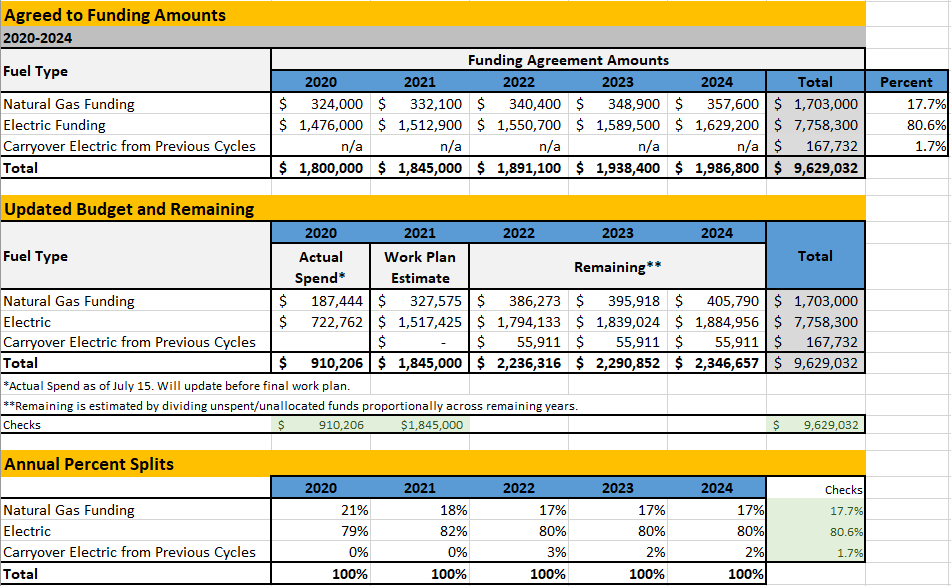 Agreed to Funding Amounts
2020-2024
Fuel Type Funding Agreement Amounts
2020 2021 2022 2023 2024 Total Percent
Natural Gas Funding $ 324,000 $ 332,100 $ 340,400 $ 348,900 $ 357,600 $ 1,703,000 17.7%
Electric Funding $ 1,476,000 $ 1,512,900 $ 1,550,700 $ 1,589,500 $ 1,629,200 $ 7,758,300 80.6%
Carryover Electric from Previous Cycles n/a n/a n/a n/a n/a $ 167,732 1.7%
Total $ 1,800,000 $ 1,845,000 $ 1,891,100 $ 1,938,400 $ 1,986,800 $ 9,629,032
Updated Budget and Remaining
Fuel Type 2020 2021 2022 2023 2024 Total
Actual Spend* Work Plan Estimate Remaining**
Natural Gas Funding $ 187,444 $ 327,575 $ 386,273 $ 395,918 $ 405,790 $ 1,703,000
Electric $ 722,762 $ 1,517,425 $ 1,794,133 $ 1,839,024 $ 1,884,956 $ 7,758,300
Carryover Electric from Previous Cycles $ - $ 55,911 $ 55,911 $ 55,911 $ 167,732
Total $ 910,206 $ 1,845,000 $ 2,236,316 $ 2,290,852 $ 2,346,657 $ 9,629,032
*Actual Spend as of July 15. Will update before final work plan.
**Remaining is estimated by dividing unspent/unallocated funds proportionally across remaining years.
Checks $ 910,206 $1,845,000 $ 9,629,032
Annual Percent Splits
2020 2021 2022 2023 2024 Checks
Natural Gas Funding 21% 18% 17% 17% 17% 17.7%
Electric 79% 82% 80% 80% 80% 80.6%
Carryover Electric from Previous Cycles 0% 0% 3% 2% 2% 1.7%
Total 100% 100% 100% 100% 100%